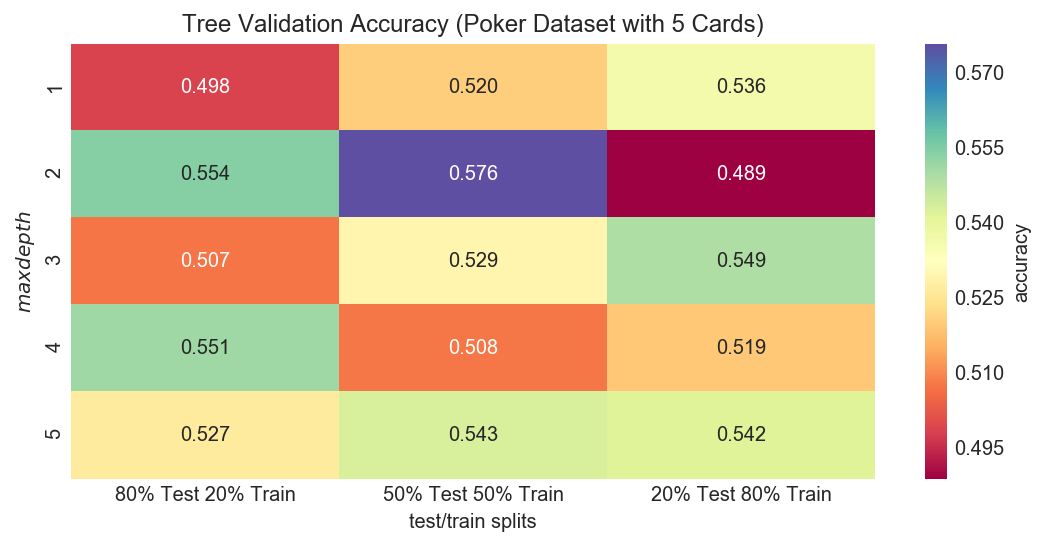 Tree Validation Accuracy (Poker Dataset with 5 Cards)
1 0.498 0.520 0.536
2 0.554 0.576 0.489
3 0.507 0.529 0.549
4 0.551 0.508 0.519
5 0.527 0.543 0.542
maxdepth
80% Test 20% Train 50% Test 50% Train 20% Test 80% Train
test/train splits
0.570
0.555
0.540
0.525
0.510
0.495
accuracy